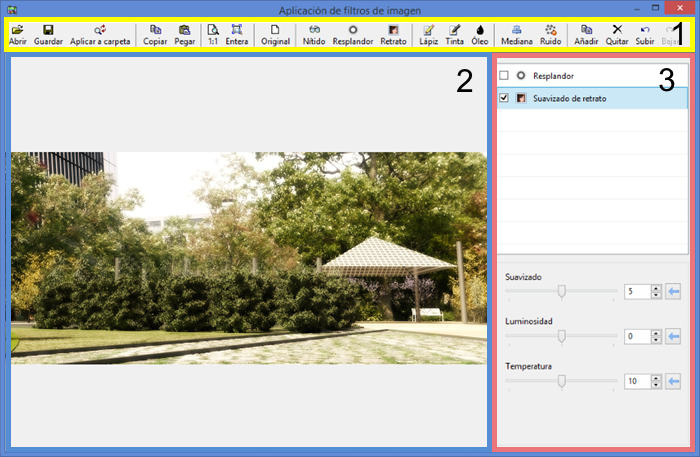 Aplicación de filtros de imagen
Abrir Guardar Aplicar a carpeta Copiar Pegar 1:1 Entera Original Nítido Resplandor Retrato Lápiz Tinta Óleo Mediana Ruido Añadir Quitar Subir Bajar
1
2
3
Resplandor
Suavizado de retrato
Suavizado
5
Luminosidad
0
Temperatura
10